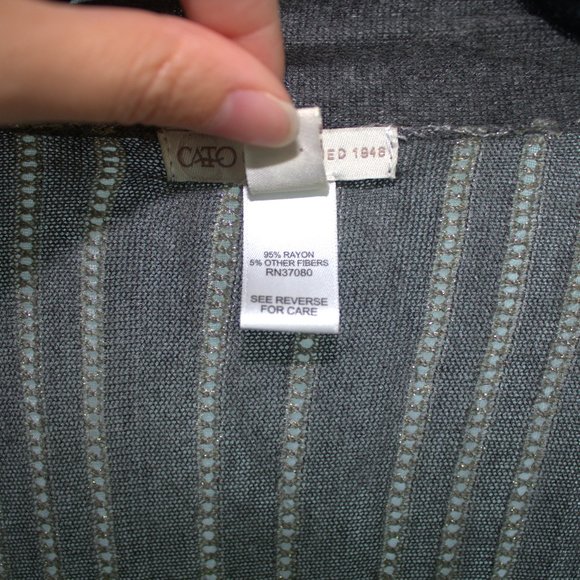 CATO ED 1946
95% RAYON
5% OTHER FIBERS
RN37080
SEE REVERSE
FOR CARE